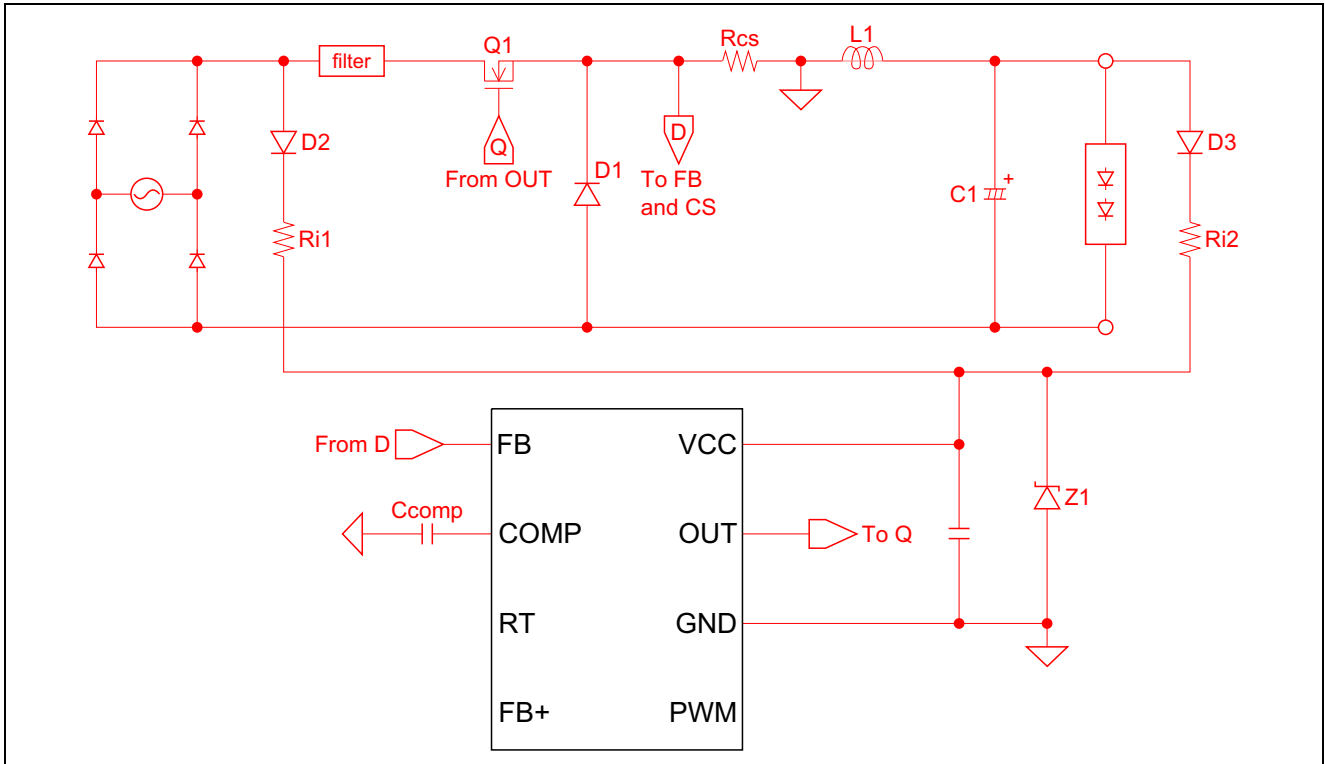 filter
Q1
Rcs
L1
D2
Q
From OUT
D1
D
To FB
and CS
C1
+
D3
Ri1
Ri2
From D
FB
VCC
Ccomp
COMP
OUT
To Q
Z1
RT
GND
FB+
PWM